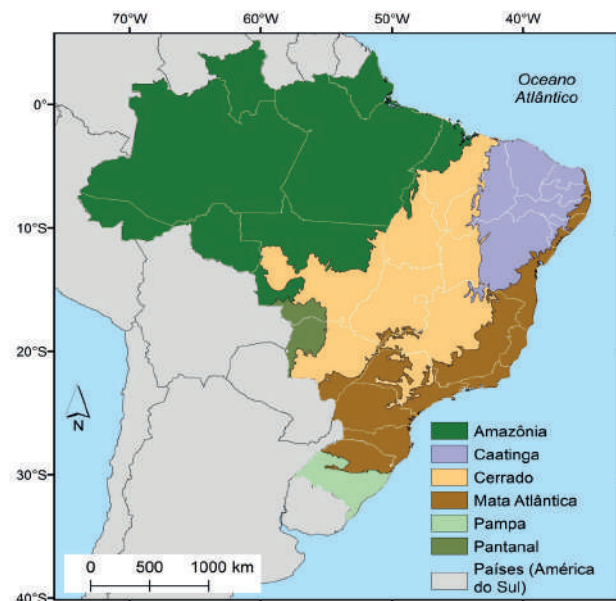 70°W 60°W 50°W 40°W
Oceano
Atlântico
0°
10°S
20°S
30°S
40°S
N
Amazônia
Caatinga
Cerrado
Mata Atlântica
Pampa
Pantanal
Países (América
do Sul)
0 500 1000 km